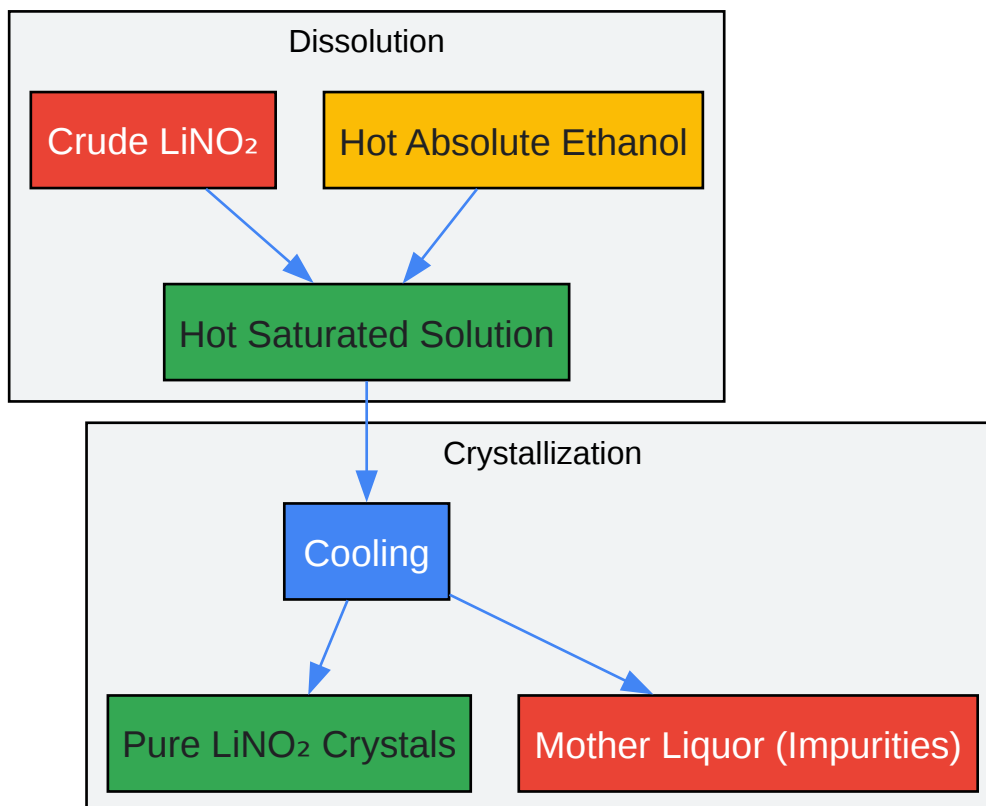 Dissolution
Crude LiNO₂
Hot Absolute Ethanol
Hot Saturated Solution
Crystallization
Cooling
Pure LiNO₂ Crystals
Mother Liquor (Impurities)